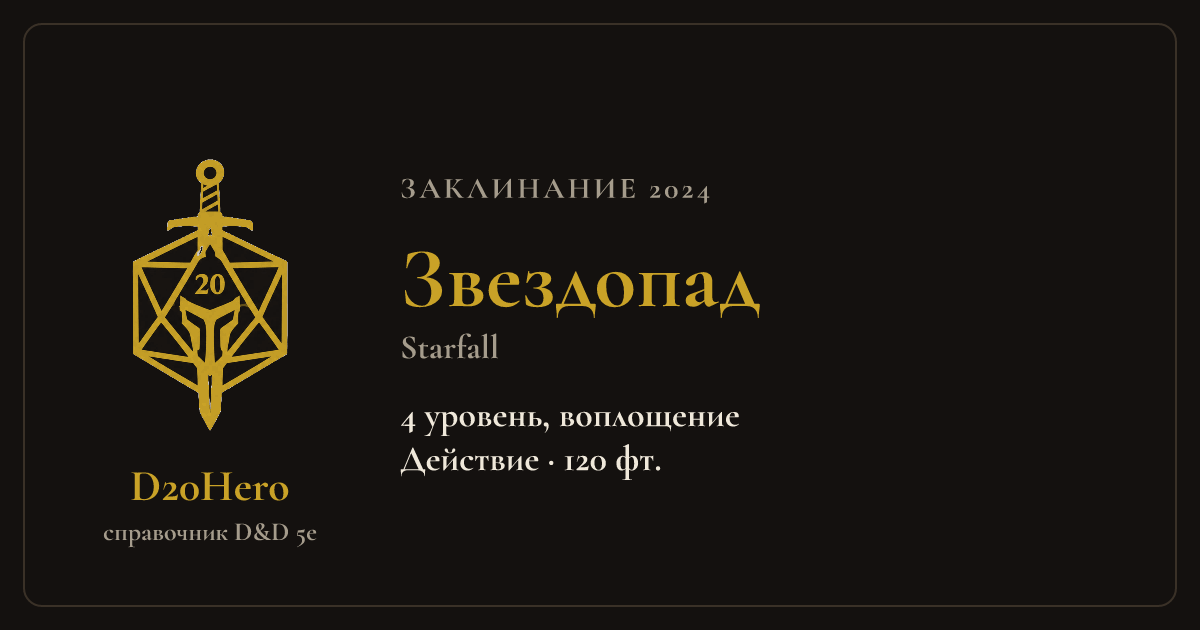 20
D20Hero
справочник D&D 5e
ЗАКЛИНАНИЕ 2024
Звездопад
Starfall
4 уровень, воплощение
Действие · 120 фт.